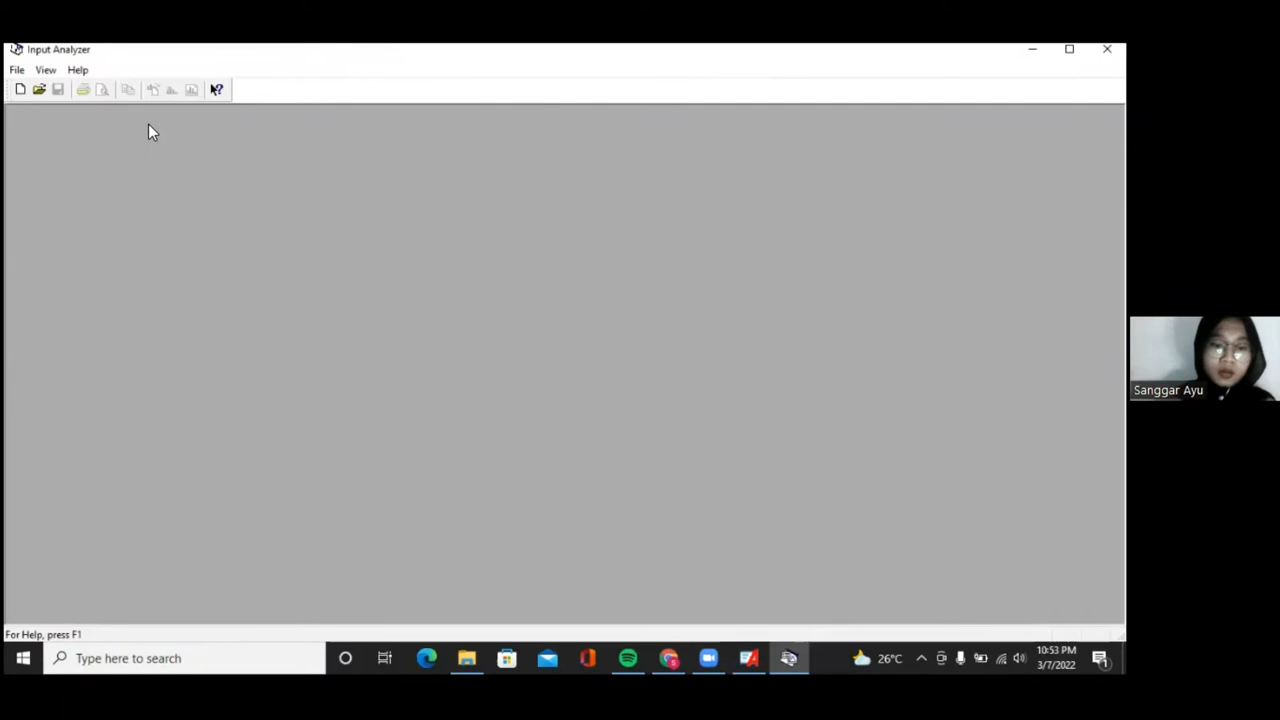 Input Analyzer
File View Help
Sanggar Ayu
For Help, press F1
Type here to search
26°C
10:53 PM
3/7/2022